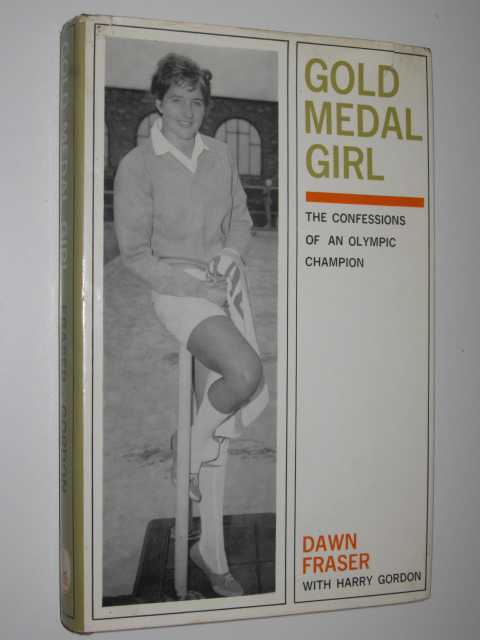 GOLD
MEDAL
GIRL
THE CONFESSIONS
OF AN OLYMPIC
CHAMPION
DAWN
FRASER
WITH HARRY GORDON
GOLD MEDAL GIRL FRASER GORDON